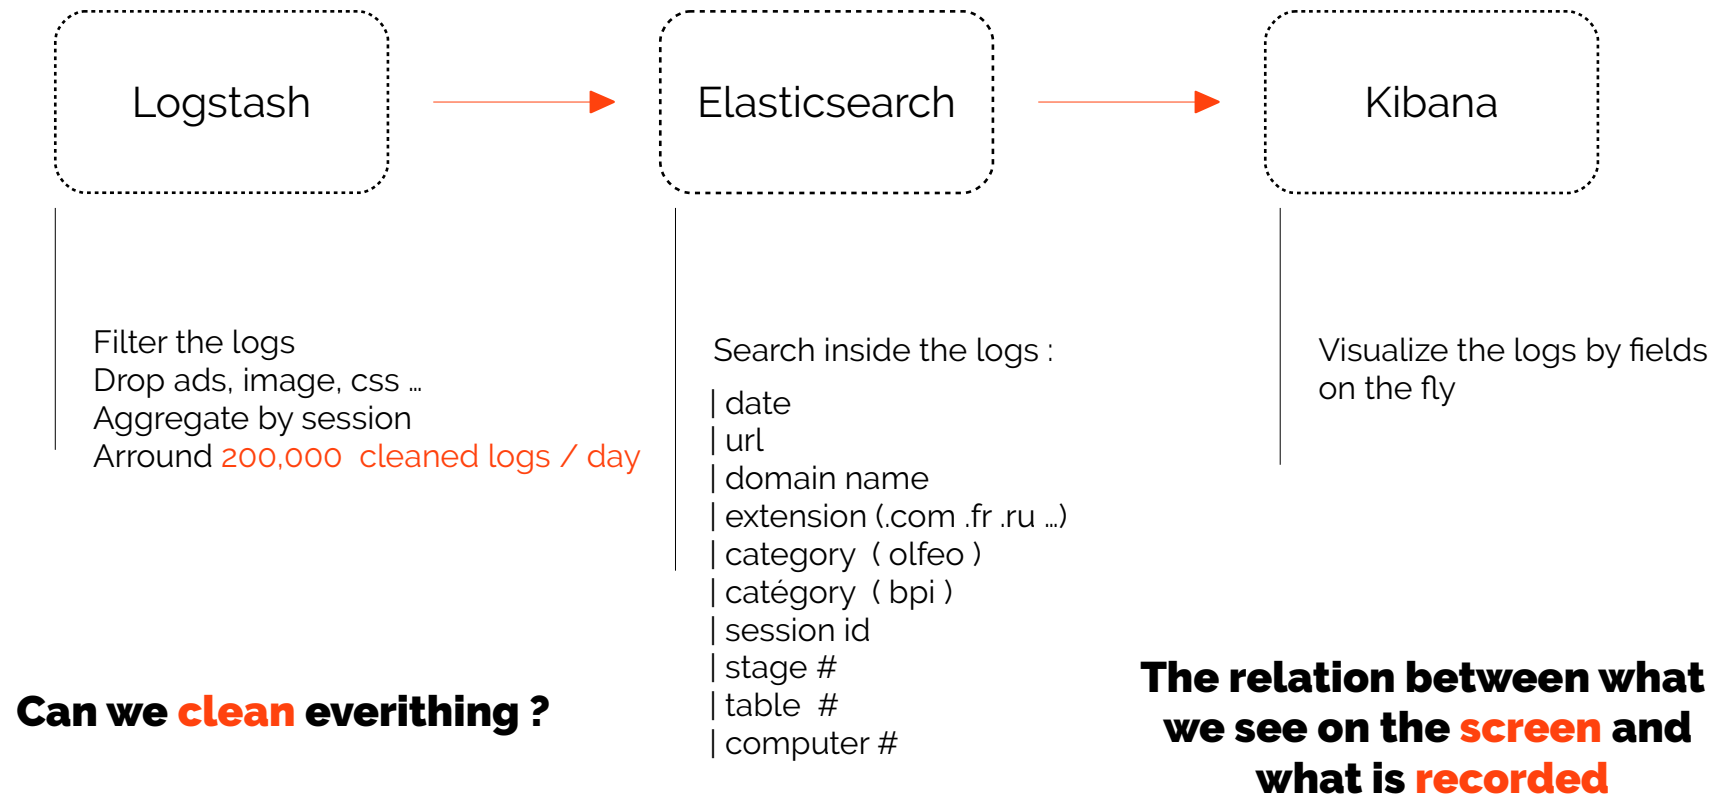 Logstash
Elasticsearch
Kibana
Filter the logs
Drop ads, image, css ...
Aggregate by session
Arround 200,000 cleaned logs / day
Search inside the logs :
| date
| url
| domain name
| extension (.com .fr .ru ...)
| category ( olfeo )
| catégory ( bpi )
| session id
| stage #
| table #
| computer #
Visualize the logs by fields
on the fly
Can we clean everithing ?
The relation between what
we see on the screen and
what is recorded